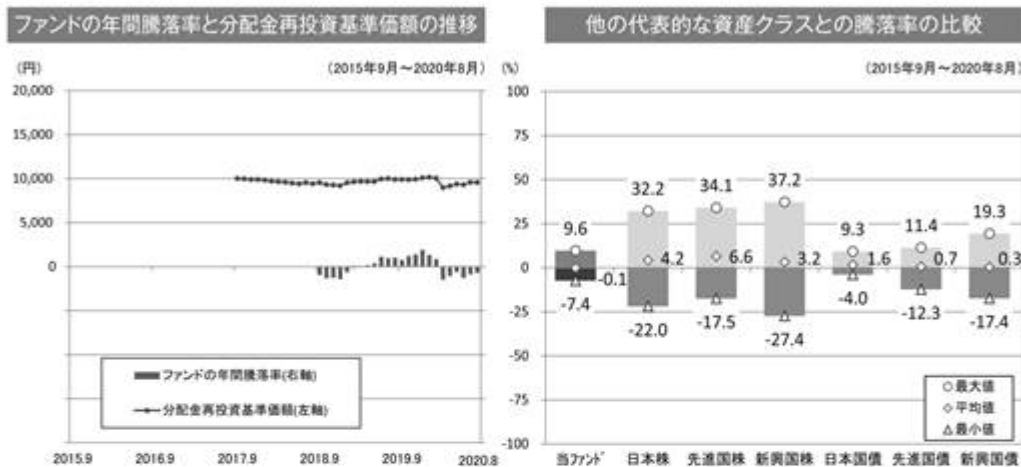 ファンドの年間騰落率と分配金再投資基準価額の推移
(円)
(2015年9月～2020年8月)
20,000
15,000
10,000
5,000
0
ファンドの年間騰落率(右軸)
分配金再投資基準価額(左軸)
2015.9 2016.9 2017.9 2018.9 2019.9 2020.8
他の代表的な資産クラスとの騰落率の比較
(%)
(2015年9月～2020年8月)
100
75
50
25
0
-25
-50
-75
-100
9.6 32.2 34.1 37.2 9.3 11.4 19.3
-0.1 4.2 6.6 3.2 1.6 0.7 0.3
-7.4 -22.0 -17.5 -27.4 -4.0 -12.3 -17.4
最大値
平均値
最小値
当ファンド 日本株 先進国株 新興国株 日本国債 先進国債 新興国債